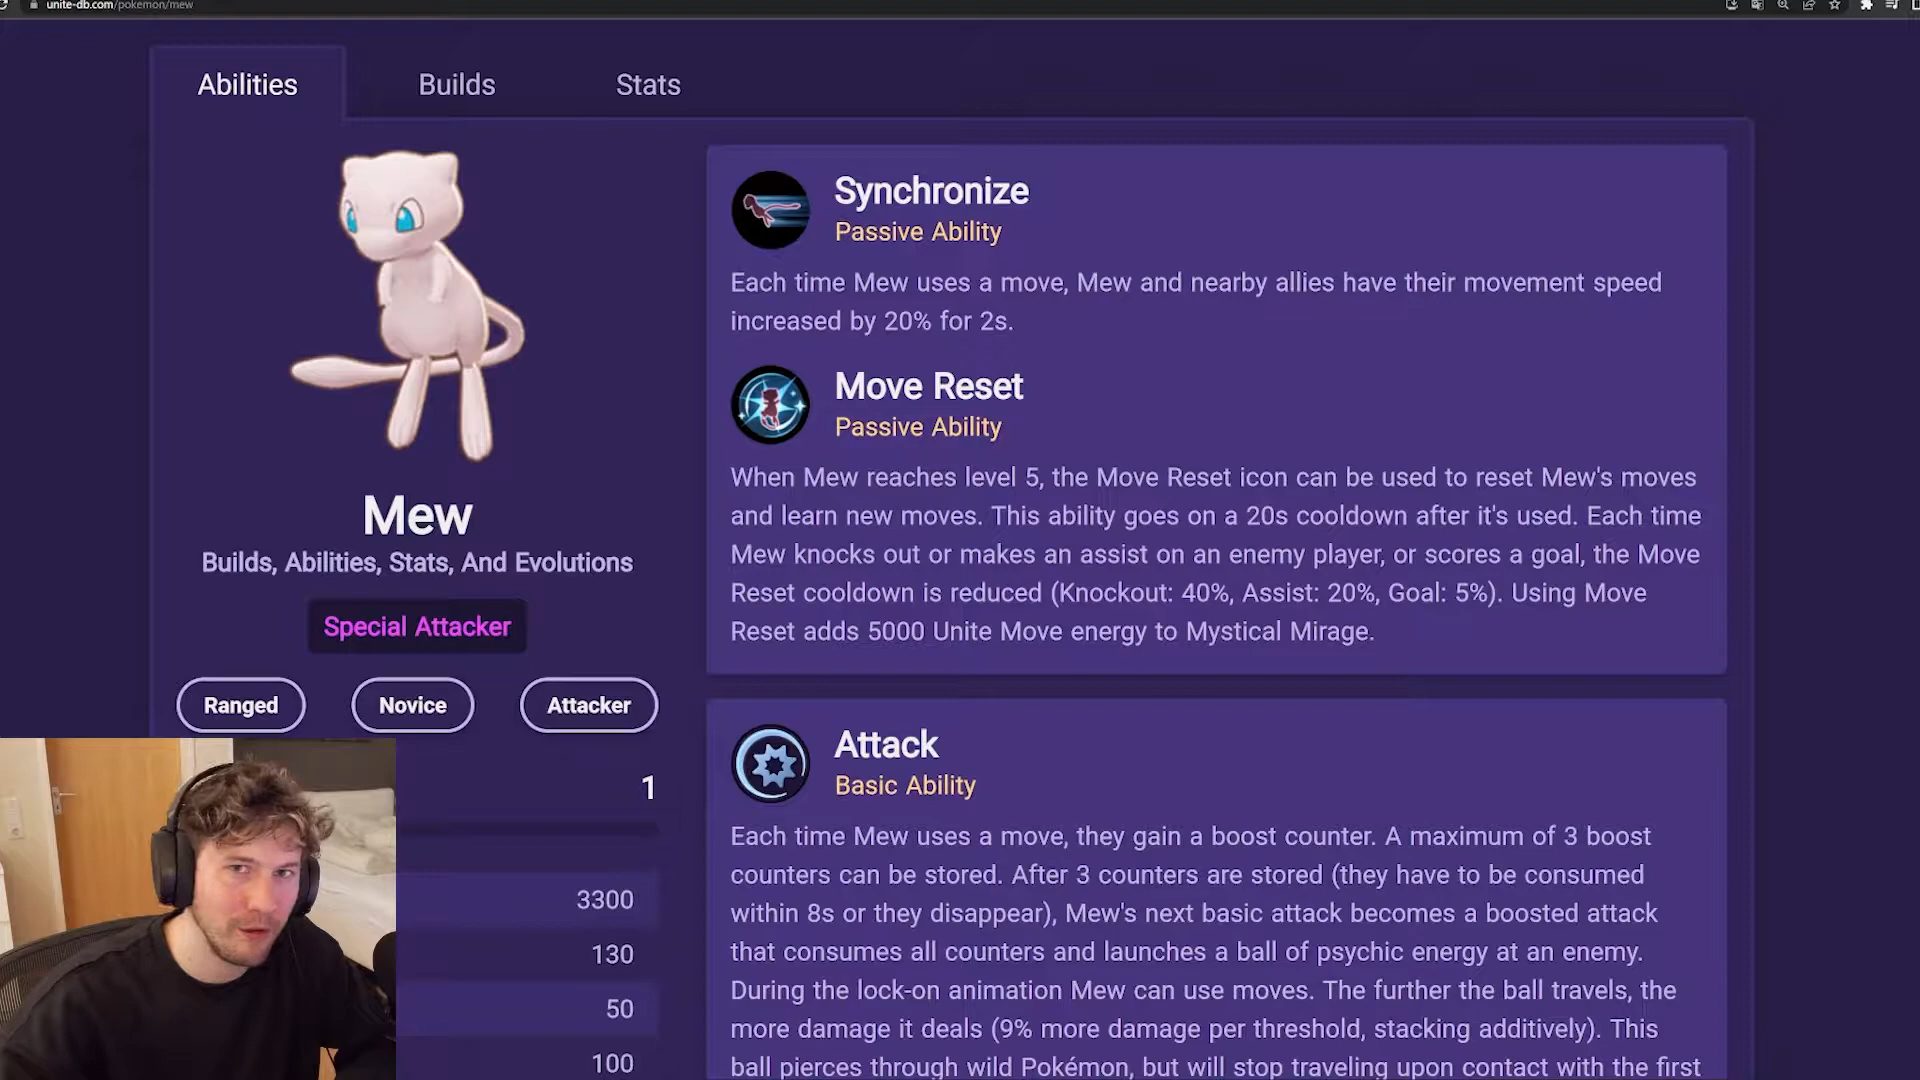 unite-db.com/pokemon/mew
Abilities
Builds
Stats
Mew
Builds, Abilities, Stats, And Evolutions
Special Attacker
Ranged
Novice
Attacker
1
3300
130
50
100
Synchronize
Passive Ability
Each time Mew uses a move, Mew and nearby allies have their movement speed
increased by 20% for 2s.
Move Reset
Passive Ability
When Mew reaches level 5, the Move Reset icon can be used to reset Mew's moves
and learn new moves. This ability goes on a 20s cooldown after it's used. Each time
Mew knocks out or makes an assist on an enemy player, or scores a goal, the Move
Reset cooldown is reduced (Knockout: 40%, Assist: 20%, Goal: 5%). Using Move
Reset adds 5000 Unite Move energy to Mystical Mirage.
Attack
Basic Ability
Each time Mew uses a move, they gain a boost counter. A maximum of 3 boost
counters can be stored. After 3 counters are stored (they have to be consumed
within 8s or they disappear), Mew's next basic attack becomes a boosted attack
that consumes all counters and launches a ball of psychic energy at an enemy.
During the lock-on animation Mew can use moves. The further the ball travels, the
more damage it deals (9% more damage per threshold, stacking additively). This
ball pierces through wild Pokémon, but will stop traveling upon contact with the first